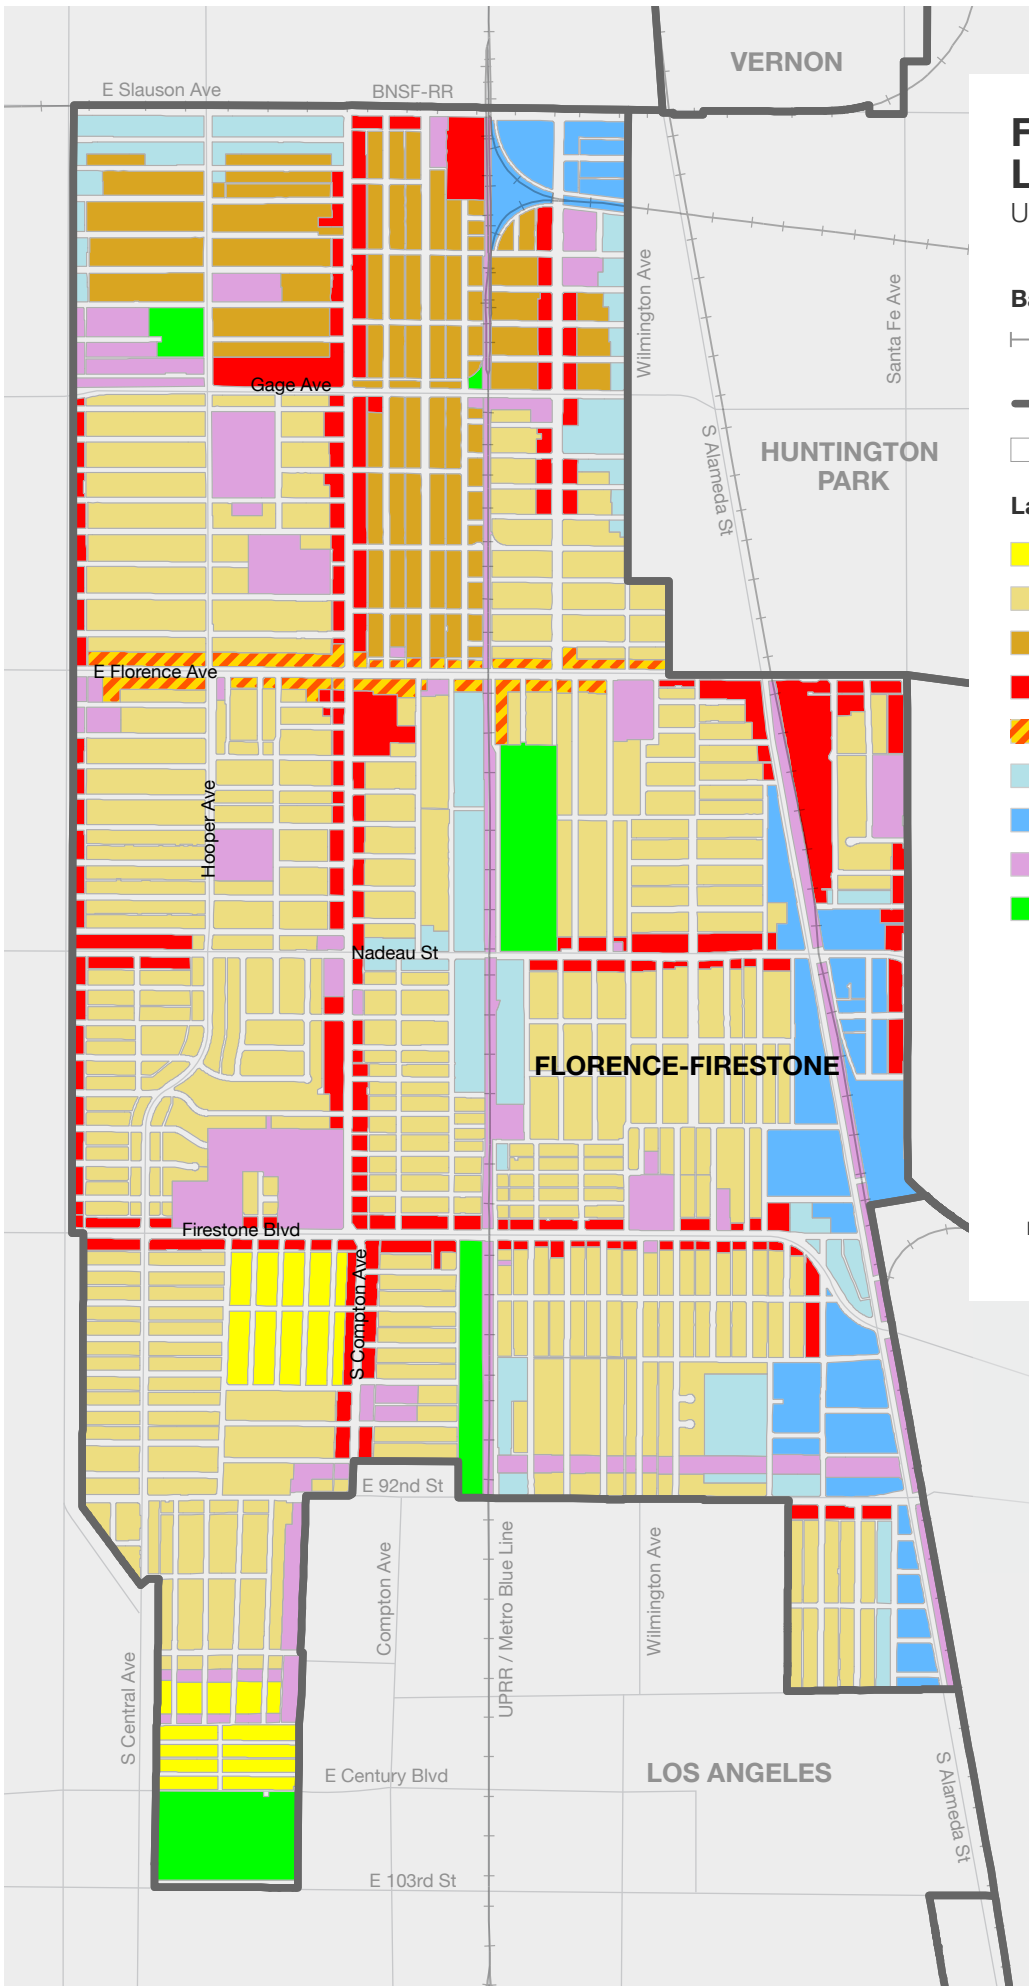 VERNON
E Slauson Ave
BNSF-RR
F
L
U
Wilmington Ave
Santa Fe Ave
Ba
Gage Ave
S Alameda St
HUNTINGTON
PARK
La
E Florence Ave
Hooper Ave
Nadeau St
FLORENCE-FIRESTONE
Firestone Blvd
S Compton Ave
E 92nd St
Compton Ave
UPRR / Metro Blue Line
Wilmington Ave
S Central Ave
E Century Blvd
LOS ANGELES
S Alameda St
E 103rd St